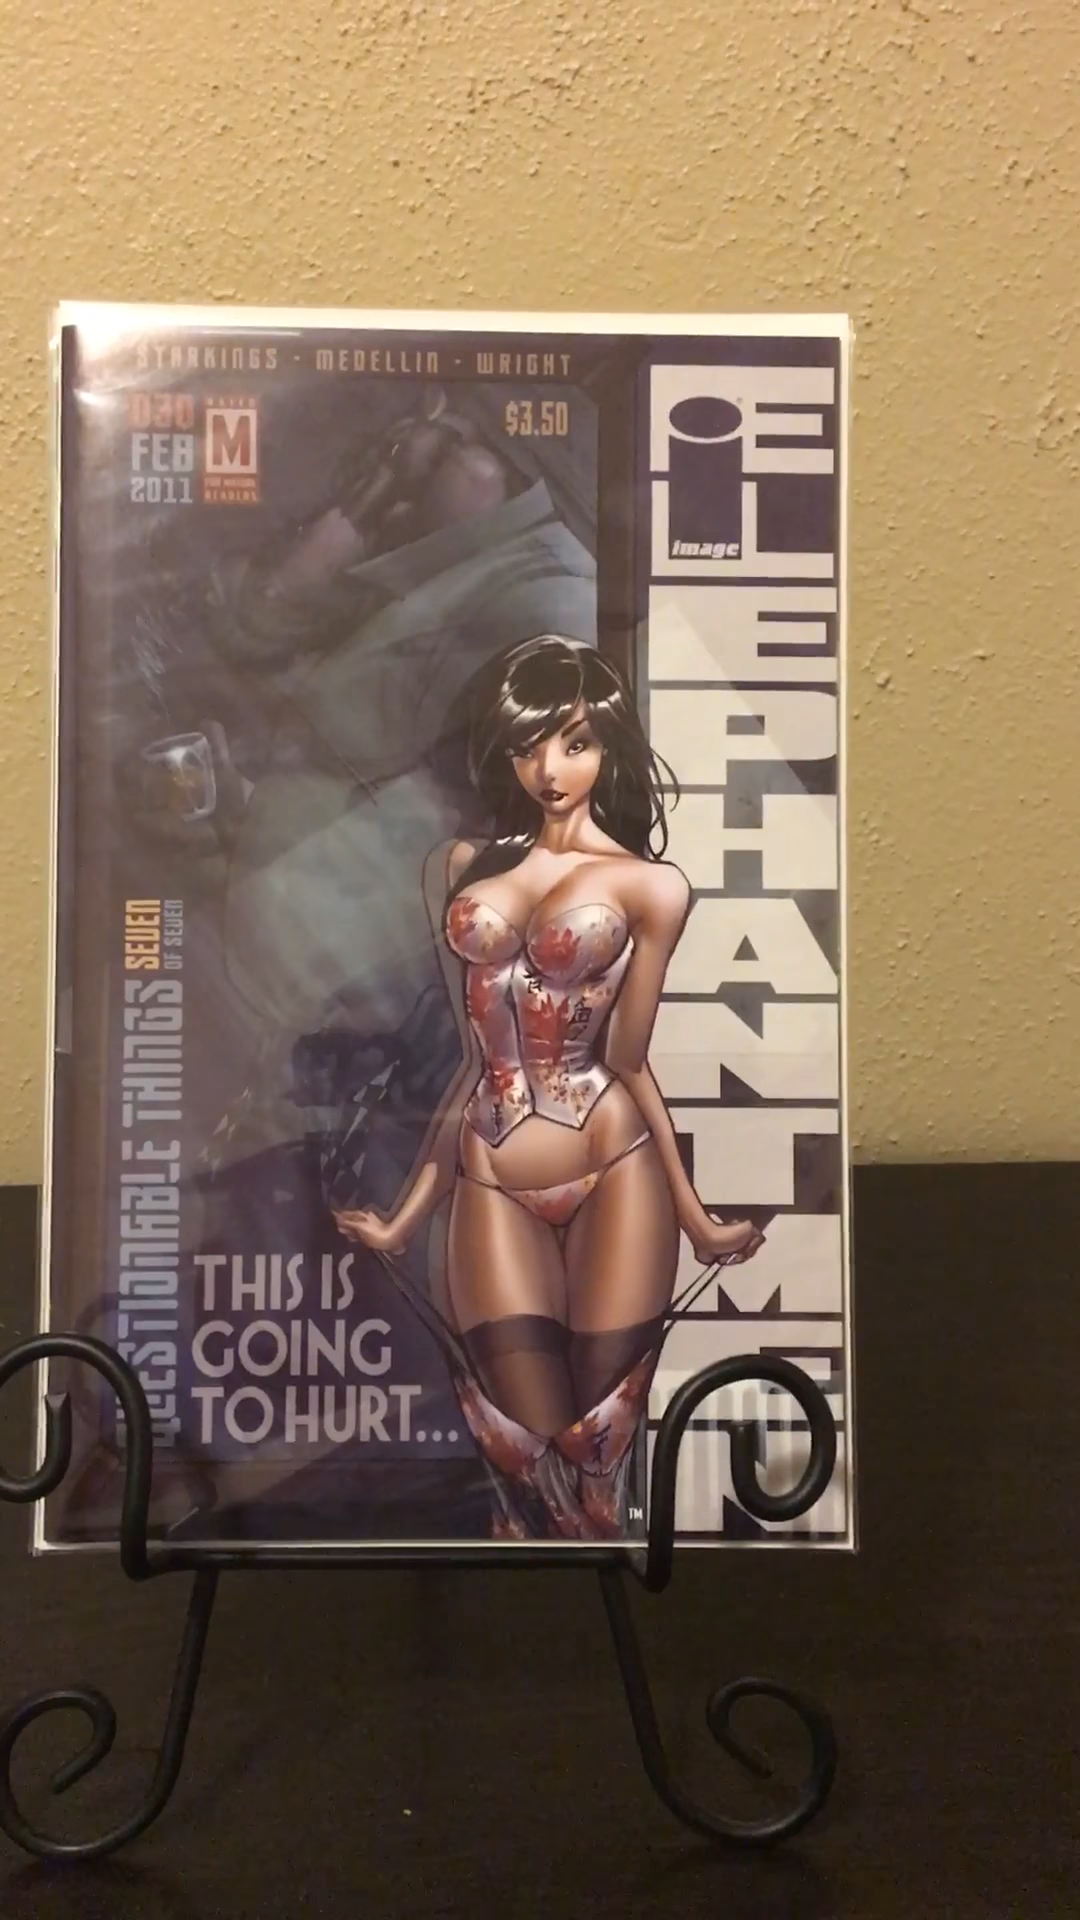 STARKINGS - MEDELLIN - WRIGHT
030
FEB
2011
RATED
M
FOR MATURE
READERS
$3.50
image
ELEPHANTMEN
QUESTIONABLE THINGS SEVEN
OF SEVEN
THIS IS
GOING
TO HURT...
TM